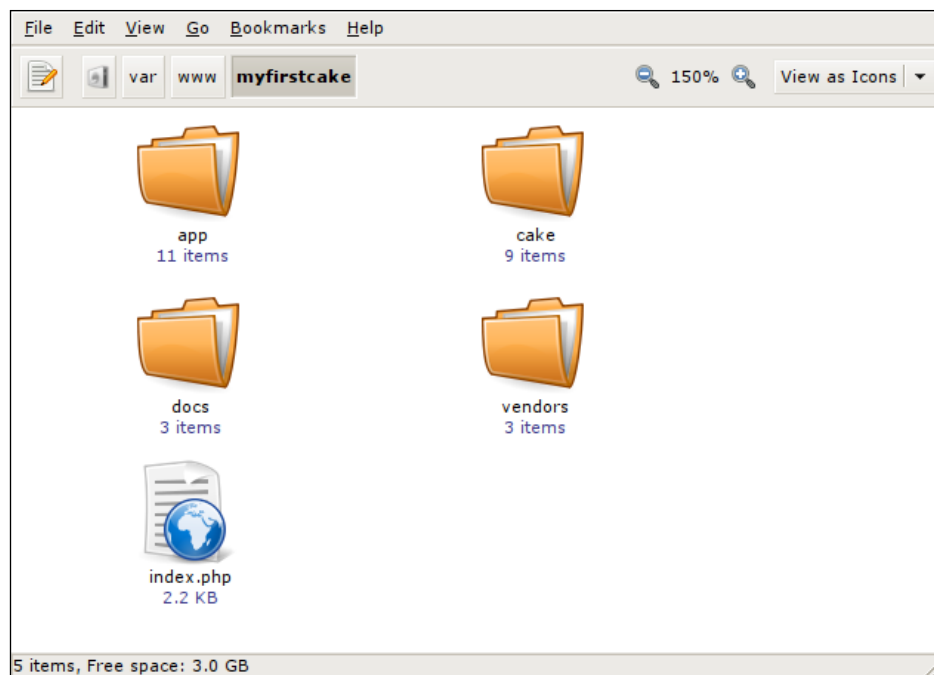 File Edit View Go Bookmarks Help
var www myfirstcake 150% View as Icons
app cake
11 items 9 items
docs vendors
3 items 3 items
index.php
2.2 KB
5 items, Free space: 3.0 GB